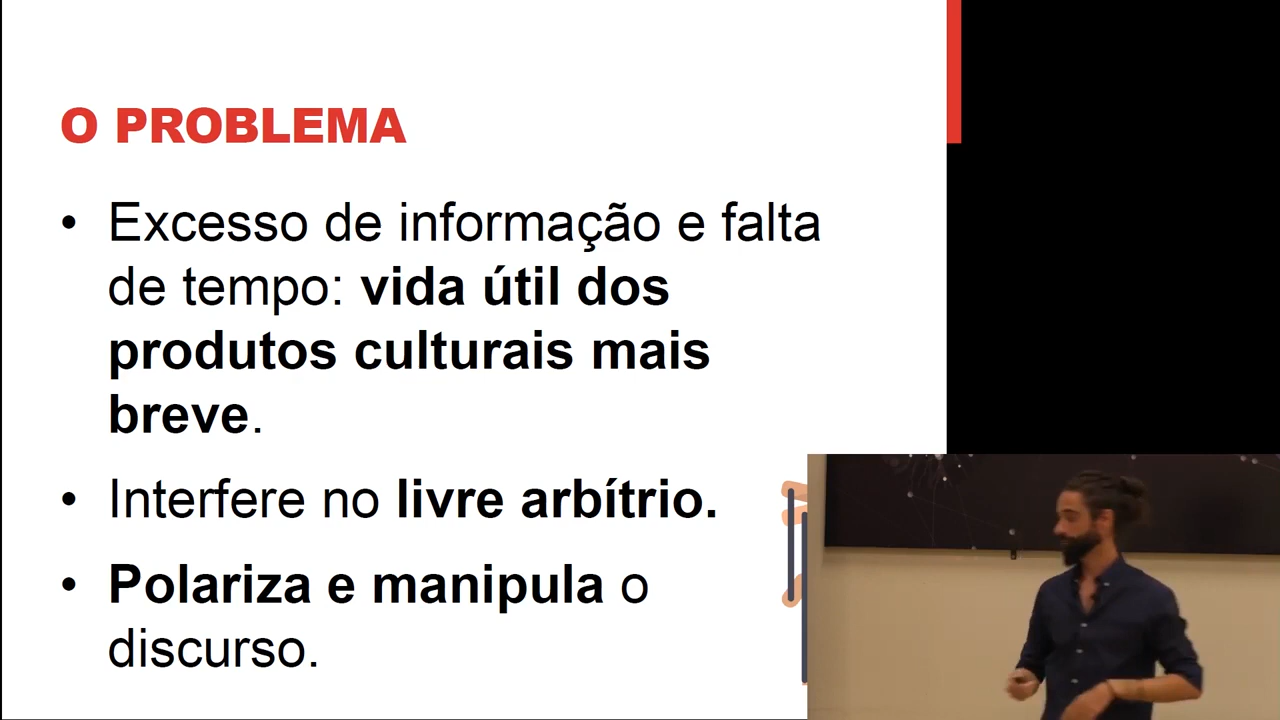 O PROBLEMA
• Excesso de informação e falta
de tempo: vida útil dos
produtos culturais mais
breve.
• Interfere no livre arbítrio.
• Polariza e manipula o
discurso.